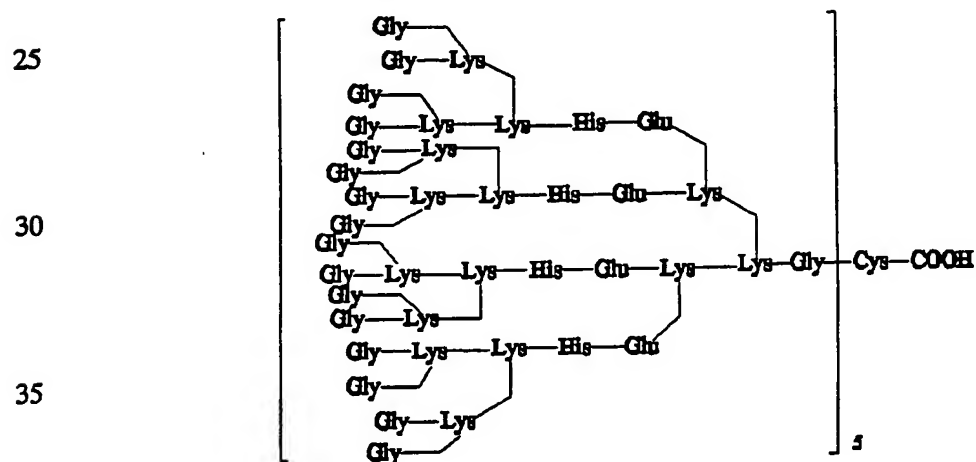 Gly
25 Gly Lys
Gly
Gly Lys Lys His Glu
Gly Lys
Gly
Gly Lys Lys His Glu Lys
30 Gly
Gly
Lys Gly Cys COOH
Gly Lys Lys His Glu Lys
Gly
Gly Lys
Gly Lys Lys His Glu
35 Gly
Gly Lys
Gly
5